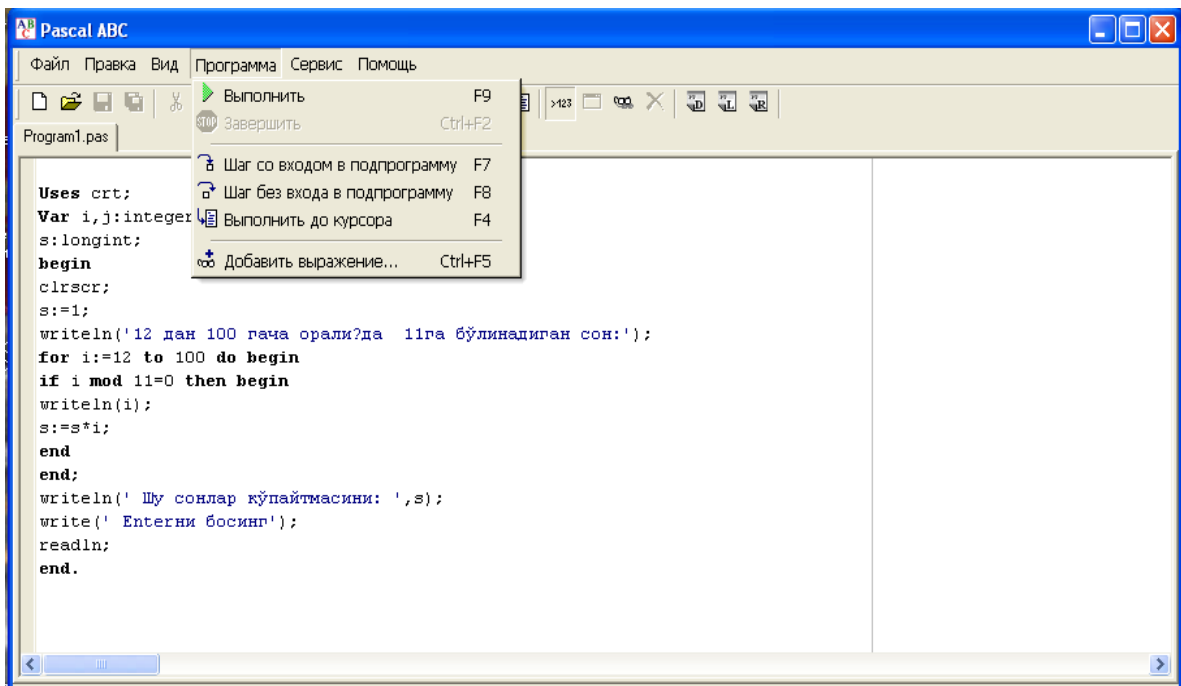 Pascal ABC
Файл Правка Вид Программа Сервис Помощь
Выполнить F9
Завершить Ctrl+F2
Шаг со входом в подпрограмму F7
Шаг без входа в подпрограмму F8
Выполнить до курсора F4
Добавить выражение... Ctrl+F5
Program1.pas
Uses crt;
Var i,j:integer
s:longint;
begin
clrscr;
s:=1;
writeln('12 дан 100 гача орали?да  11га бўлинадиган сон:');
for i:=12 to 100 do begin
if i mod 11=0 then begin
writeln(i);
s:=s*i;
end
end;
writeln(' Шу сонлар кўпайтмасини: ',s);
write(' Enterни босинг');
readln;
end.